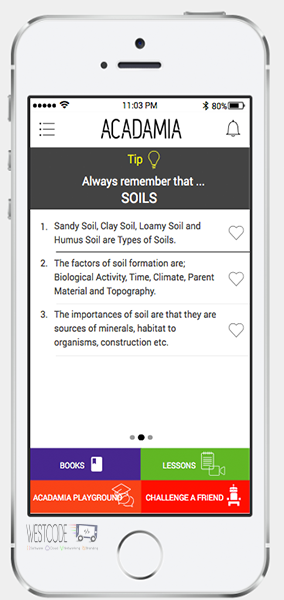 11:03 PM
80%
ACADAMIA
Tip
Always remember that ...
SOILS
1. Sandy Soil, Clay Soil, Loamy Soil and
Humus Soil are Types of Soils.
2. The factors of soil formation are;
Biological Activity, Time, Climate, Parent
Material and Topography.
3. The importances of soil are that they are
sources of minerals, habitat to
organisms, construction etc.
BOOKS
LESSONS
ACADAMIA PLAYGROUND
CHALLENGE A FRIEND
WESTCODE